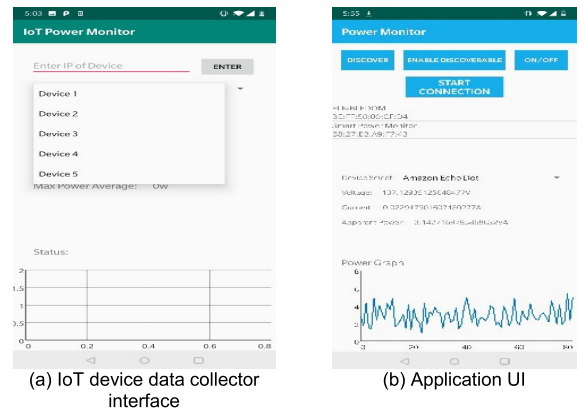 5:03
IoT Power Monitor
Enter IP of Device
ENTER
Device 1
Device 2
Device 3
Device 4
Device 5
Max Power Average: 0w
Status:
2
1.5
1
0.5
0
0 0.2 0.4 0.6 0.8
(a) IoT device data collector
interface
5:55
Power Monitor
DISCOVER ENABLE DISCOVERABLE ON/OFF
START
CONNECTION
Smart Power Monitor
Device Select: Amazon Echo Dot
Voltage:
Current:
Apparent Power:
Power Graph
8
6
4
2
0 20 40 60 80
(b) Application UI